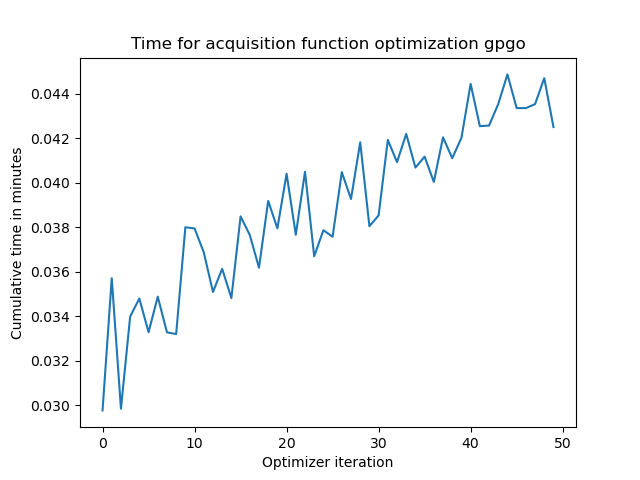 Time for acquisition function optimization gpgo
Cumulative time in minutes
0.044
0.042
0.040
0.038
0.036
0.034
0.032
0.030
0 10 20 30 40 50
Optimizer iteration